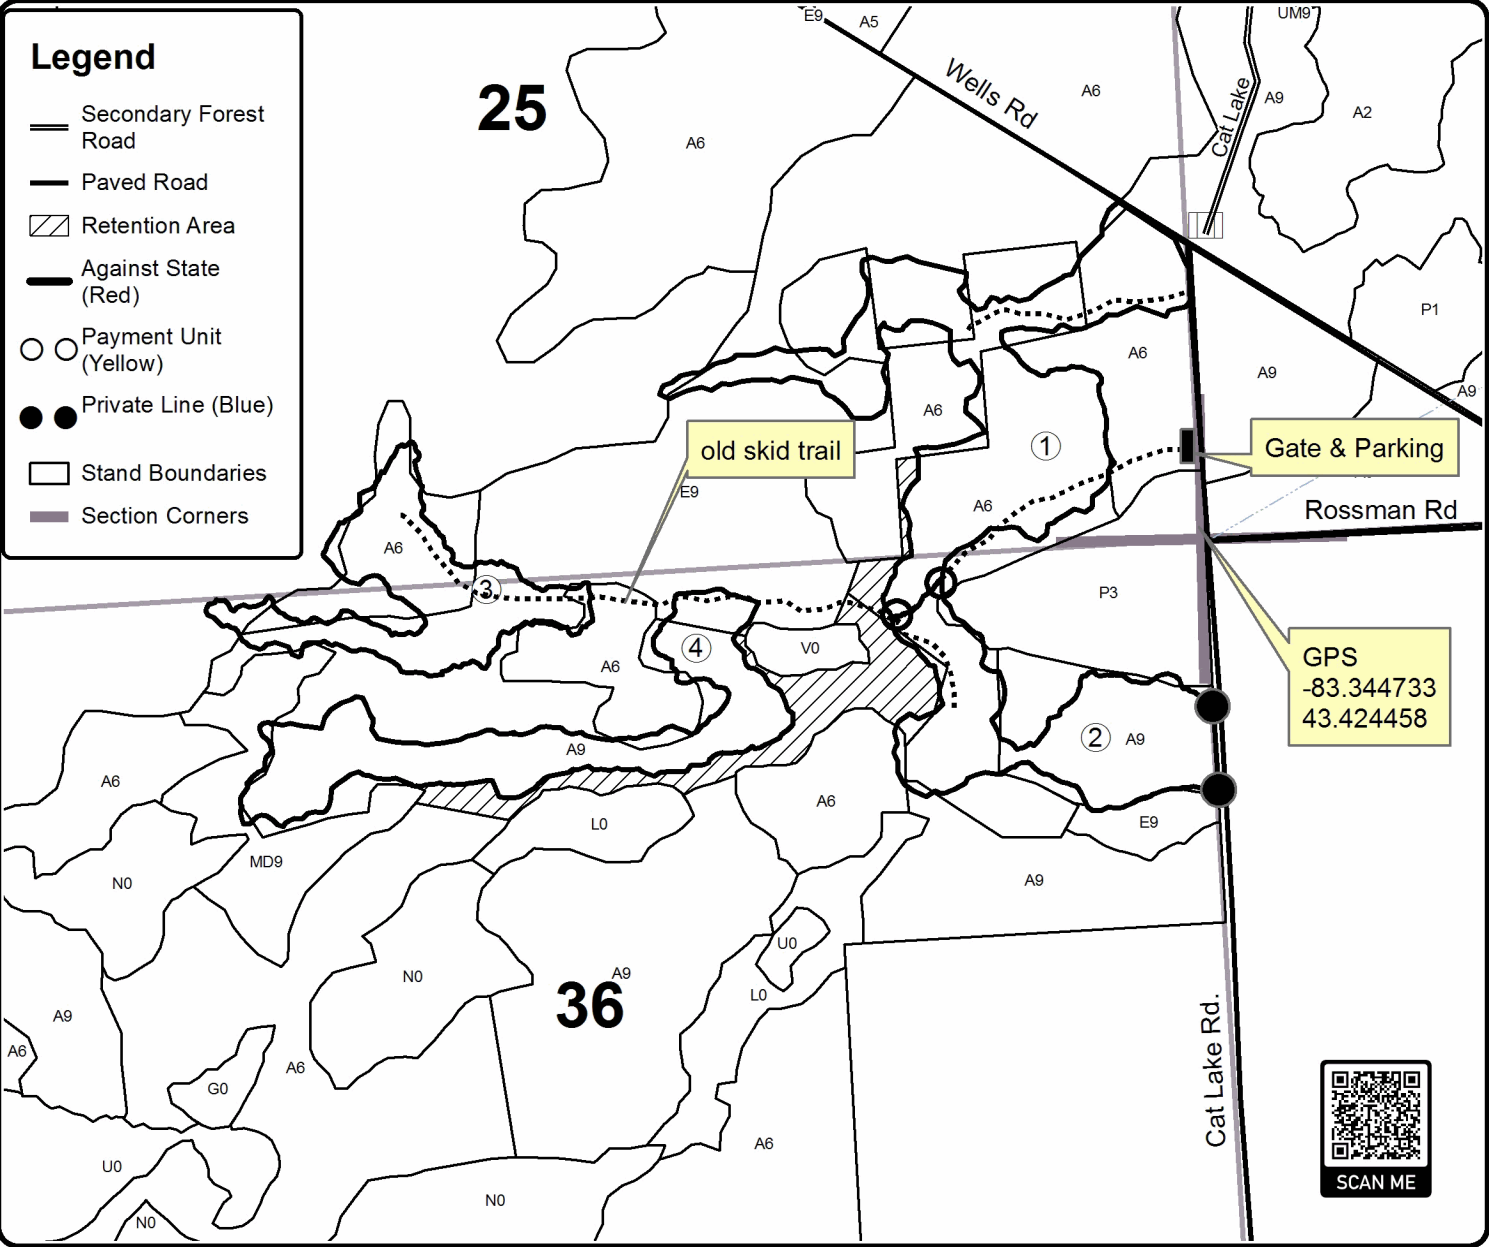 Legend
Secondary Forest
Road
Paved Road
Retention Area
Against State
(Red)
Payment Unit
(Yellow)
Private Line (Blue)
Stand Boundaries
Section Corners
E9
A5
UM9
25
Wells Rd
A6
Cat Lake
A9
A2
A6
P1
A6
A9
A9
A6
old skid trail
1
Gate & Parking
E9
A6
Rossman Rd
A6
3
P3
4
V0
A6
GPS
-83.344733
43.424458
2
A9
A9
A6
A6
L0
E9
MD9
N0
A9
U0
A9
N0
36
L0
A9
A6
A6
G0
Cat Lake Rd.
A6
U0
N0
N0
SCAN ME